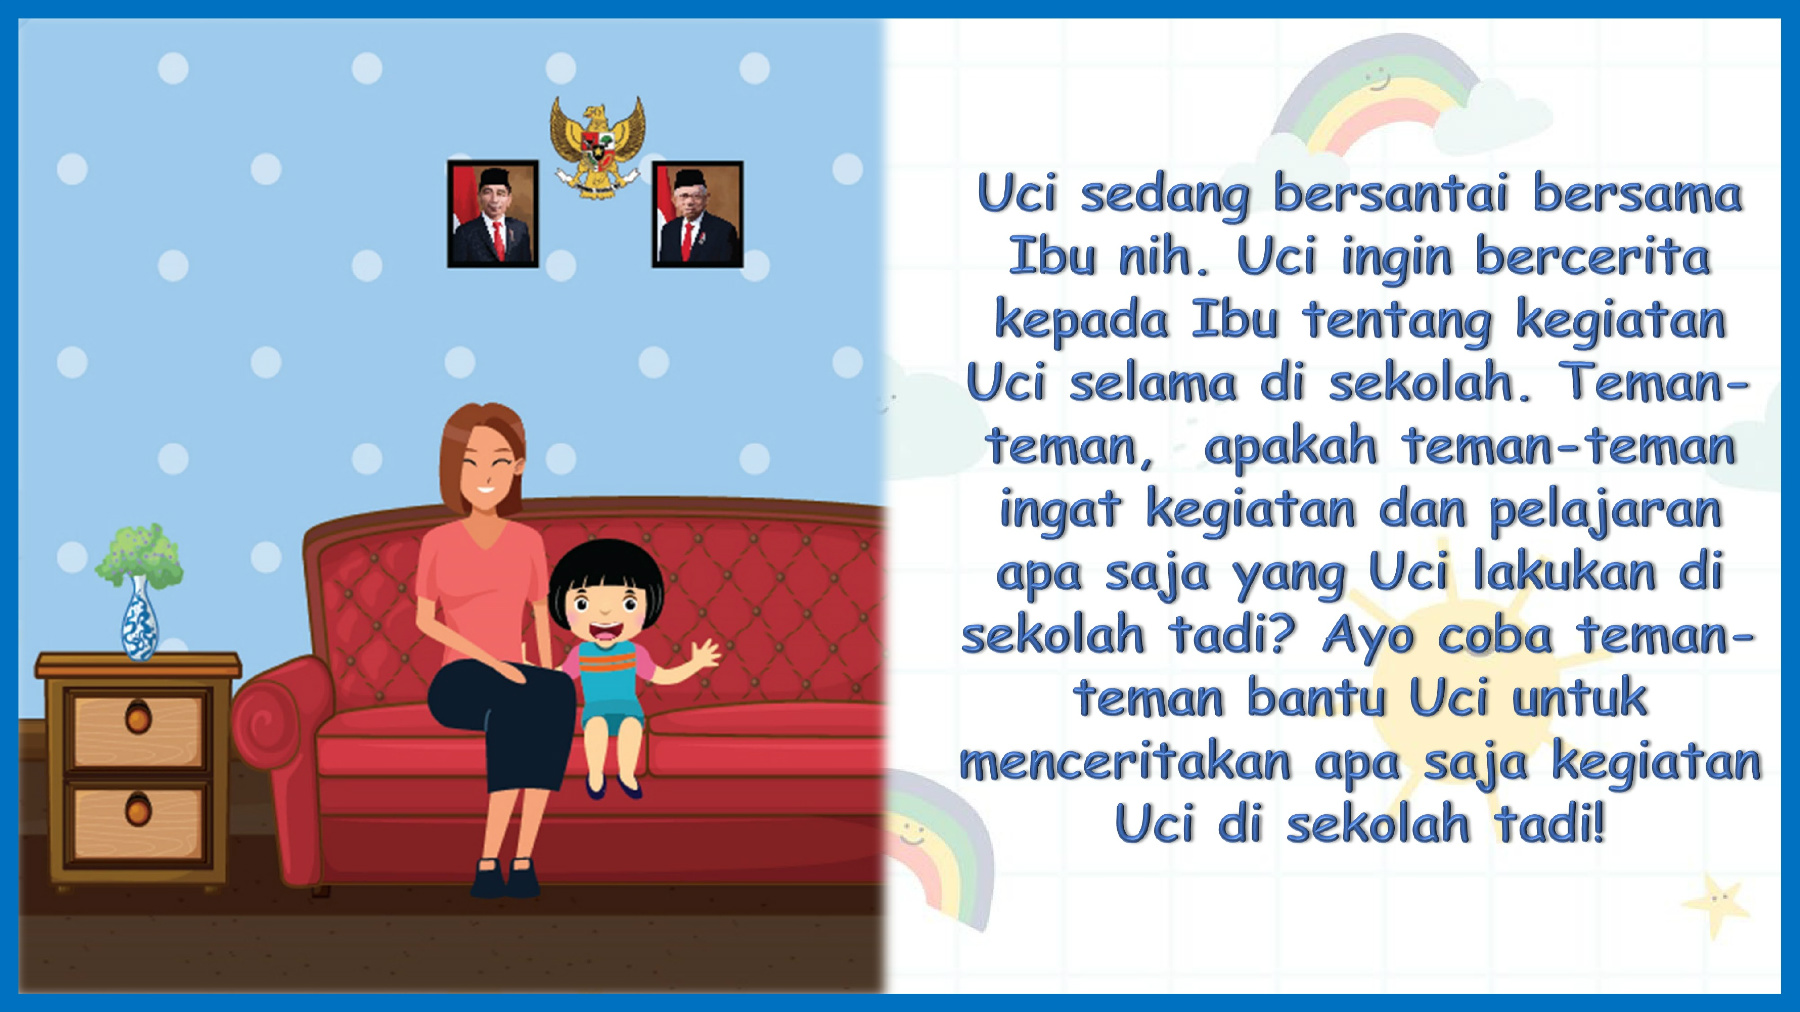 Uci sedang bersantai bersama
Ibu nih. Uci ingin bercerita
kepada Ibu tentang kegiatan
Uci selama di sekolah. Teman-
teman, apakah teman-teman
ingat kegiatan dan pelajaran
apa saja yang Uci lakukan di
sekolah tadi? Ayo coba teman-
teman bantu Uci untuk
menceritakan apa saja kegiatan
Uci di sekolah tadi!